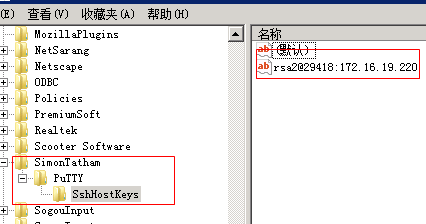 (E) 查看(V) 收藏夹(A) 帮助(H)
MozillaPlugins
NetSarang
Netscape
ODBC
Policies
PremiumSoft
Realtek
Scooter Software
SimonTatham
PuTTY
SshHostKeys
SogouInput
名称
(默认)
rsa2@29418:172.16.19.220